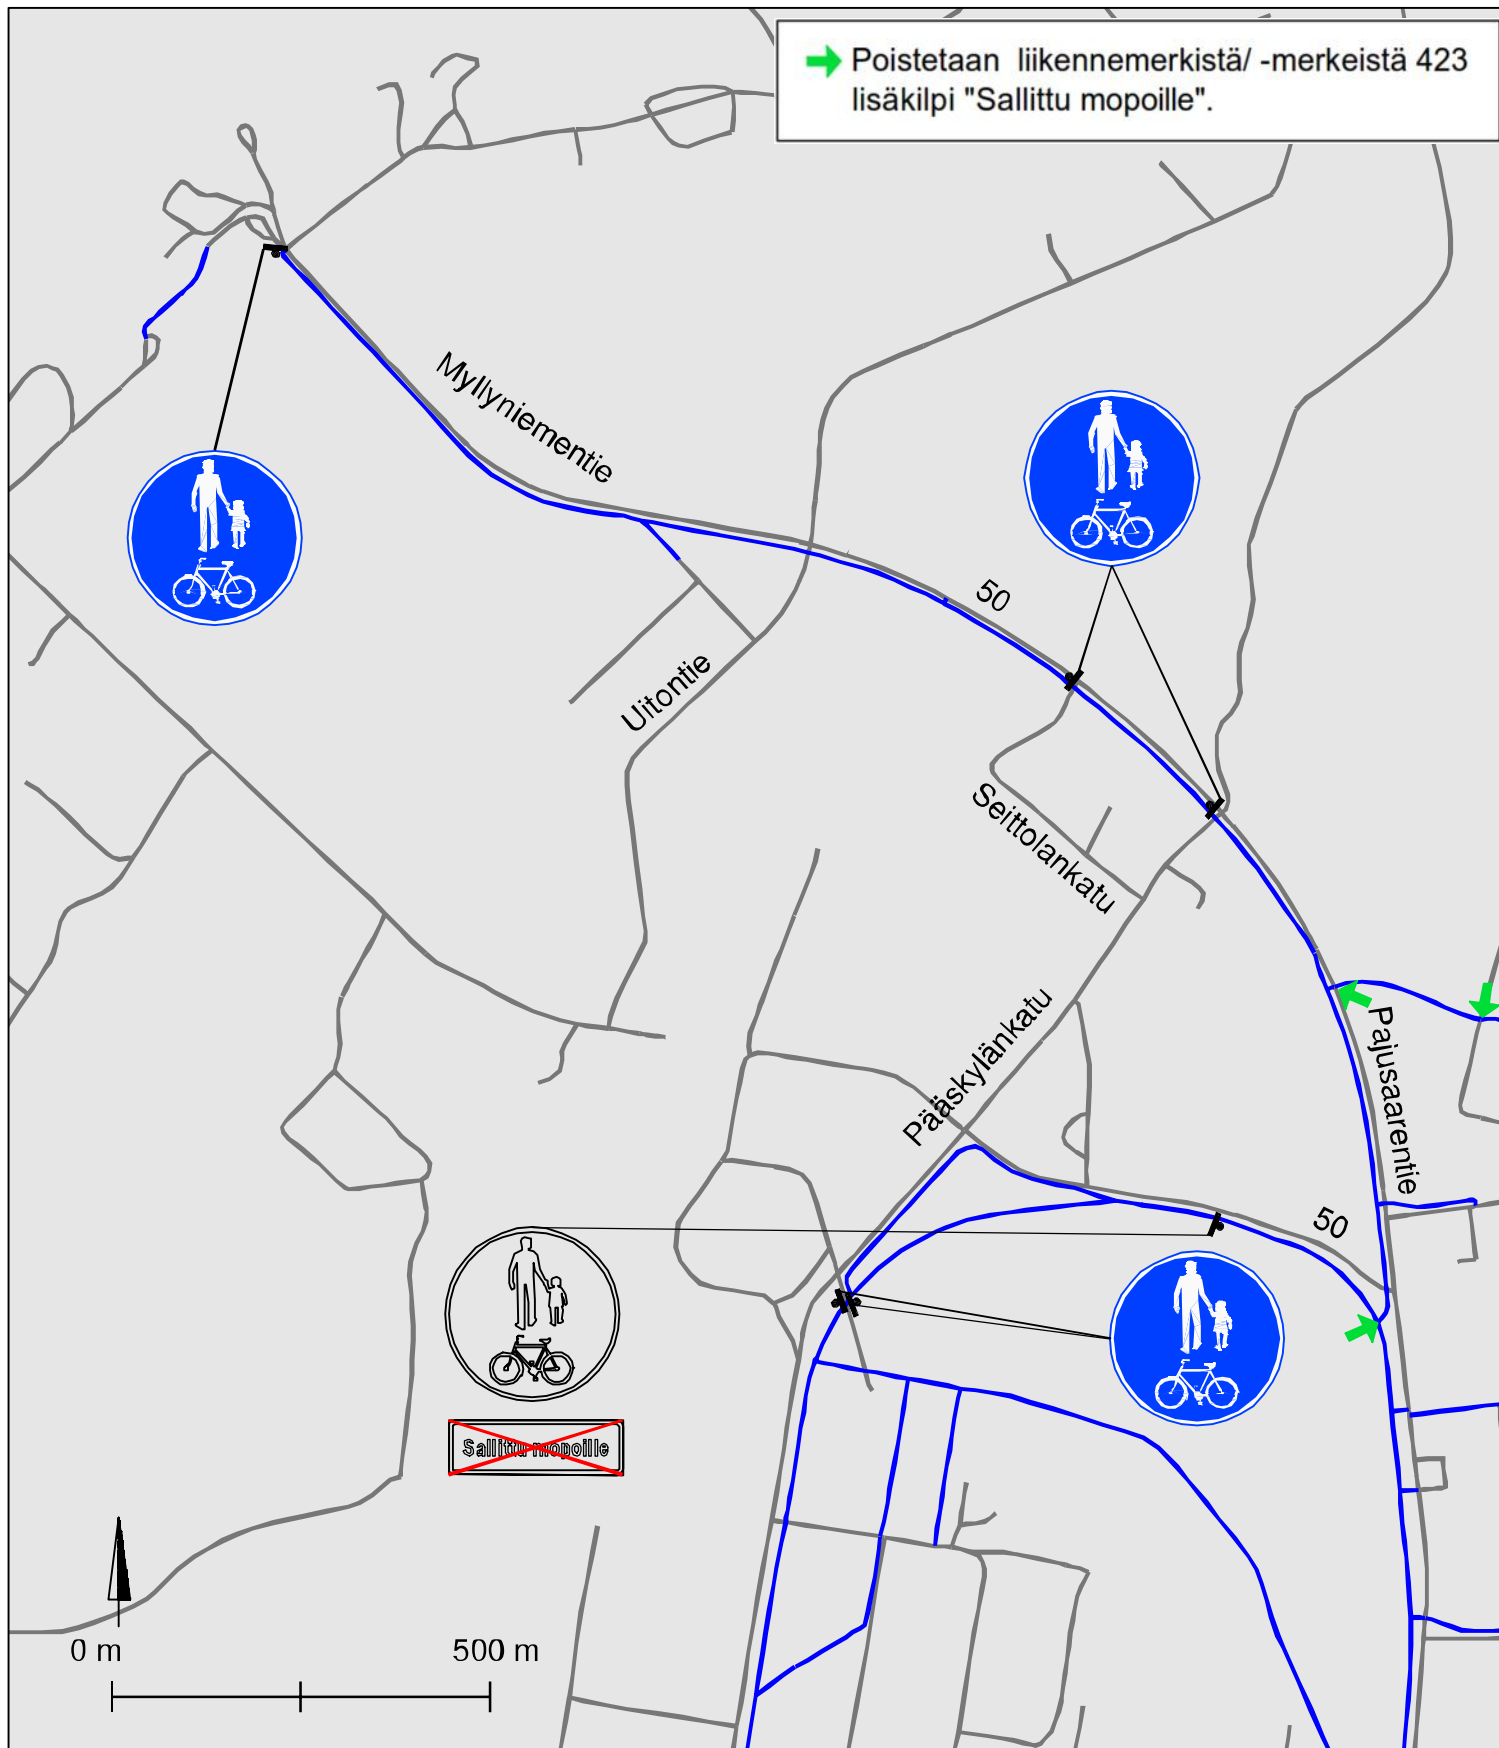 Poistetaan liikennemerkistä/ -merkeistä 423
lisäkilpi "Sallittu mopoille".
Myllyniementie
50
Uitontie
Seittolankatu
Pääskylänkatu
Pajusaarentie
50
Sallittu mopoille
0 m
500 m